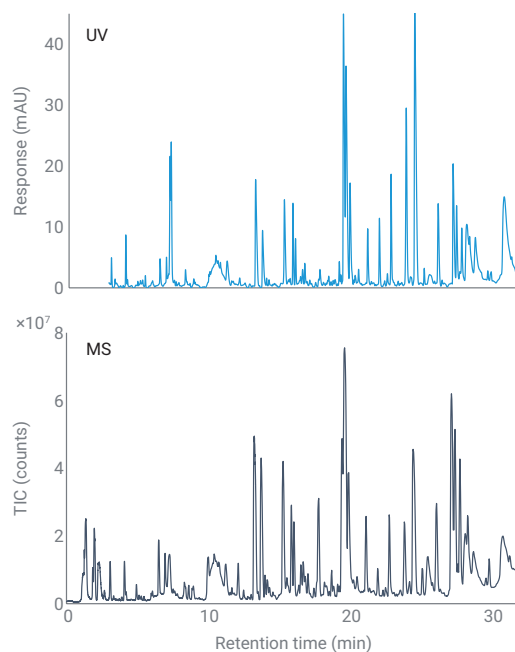 UV
Response (mAU)
40
30
20
10
0
×10⁷
MS
TIC (counts)
8
6
4
2
0
0 10 20 30
Retention time (min)